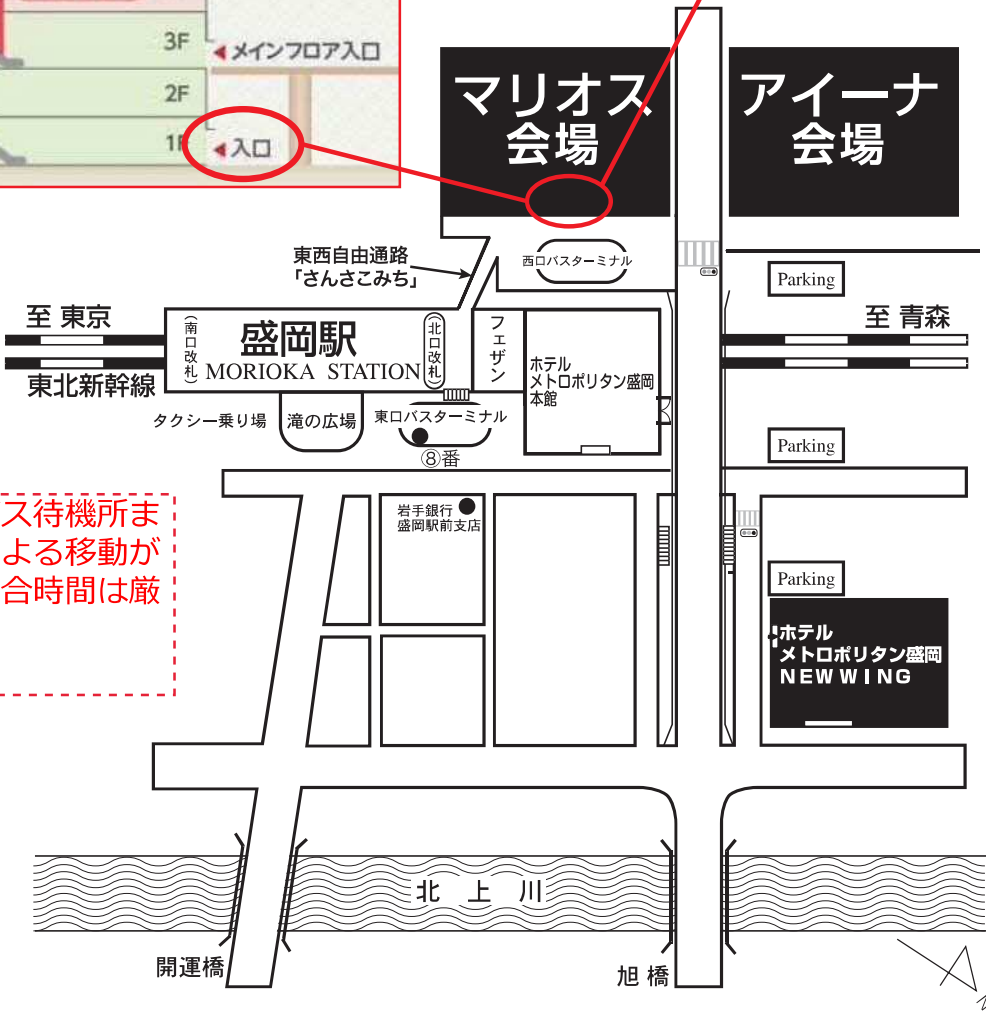 3F
メインフロア入口
2F
1F
入口
マリオス
会場
アイーナ
会場
東西自由通路
「さんさこみち」
西口バスターミナル
Parking
至 東京
至 青森
(南口改札)
盛岡駅
MORIOKA STATION
(北口改札)
フェザン
ホテル
メトロポリタン盛岡
本館
東北新幹線
タクシー乗り場
滝の広場
東口バスターミナル
⑧番
Parking
ス待機所ま
よる移動が
合時間は厳
岩手銀行
盛岡駅前支店
Parking
ホテル
メトロポリタン盛岡
NEW WING
北上川
開運橋
旭橋
N